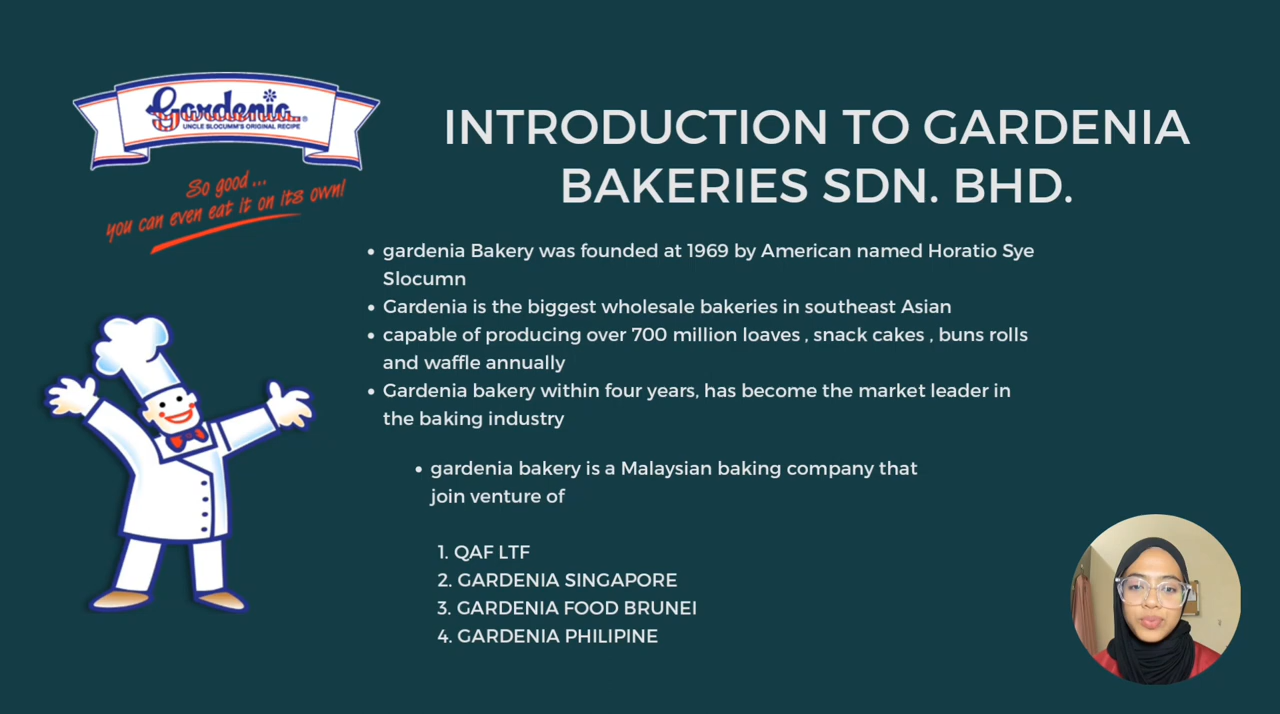 Gardenia
UNCLE SLOCUMM'S ORIGINAL RECIPE
So good ...
you can even eat it on its own!
INTRODUCTION TO GARDENIA
BAKERIES SDN. BHD.
• gardenia Bakery was founded at 1969 by American named Horatio Sye
Slocumn
• Gardenia is the biggest wholesale bakeries in southeast Asian
• capable of producing over 700 million loaves , snack cakes , buns rolls
and waffle annually
• Gardenia bakery within four years, has become the market leader in
the baking industry
• gardenia bakery is a Malaysian baking company that
join venture of
1. QAF LTF
2. GARDENIA SINGAPORE
3. GARDENIA FOOD BRUNEI
4. GARDENIA PHILIPINE